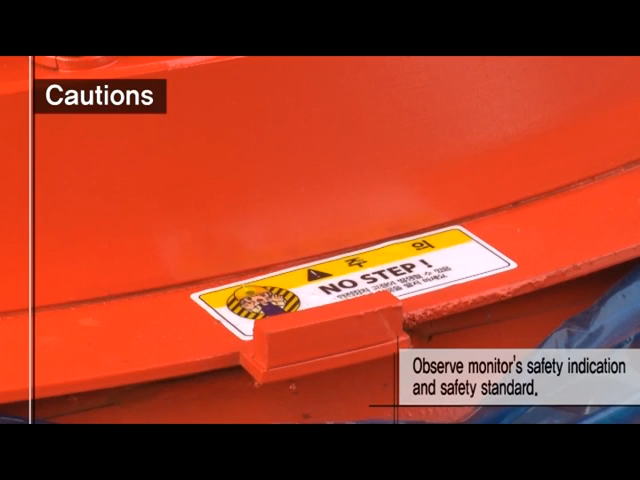 Cautions
주 의
NO STEP !
Observe monitor's safety indication
and safety standard.